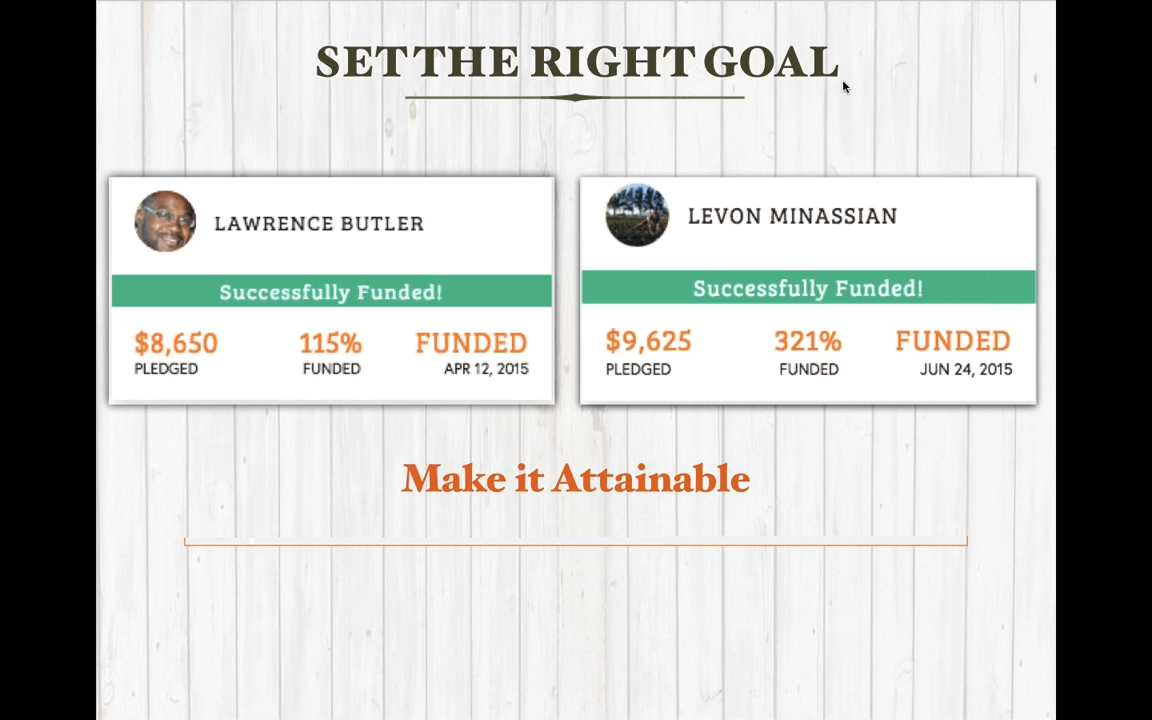 SET THE RIGHT GOAL
LAWRENCE BUTLER
Successfully Funded!
$8,650 115% FUNDED
PLEDGED FUNDED APR 12, 2015
LEVON MINASSIAN
Successfully Funded!
$9,625 321% FUNDED
PLEDGED FUNDED JUN 24, 2015
Make it Attainable